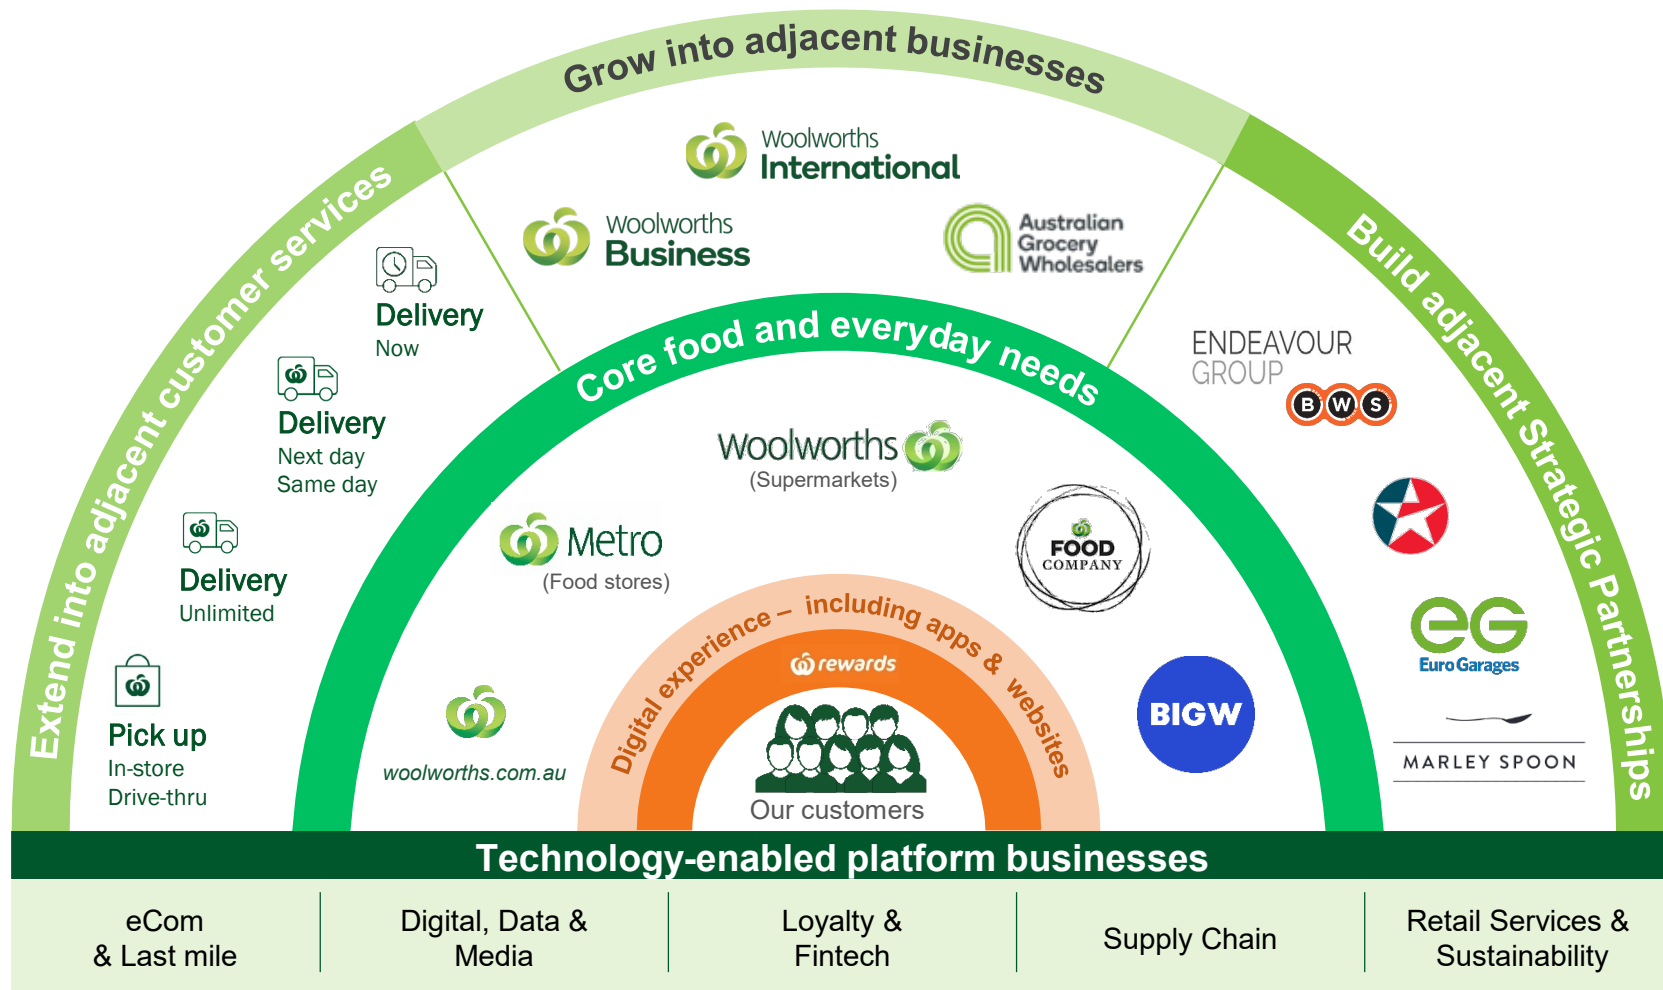 Grow into adjacent businesses
Woolworths
International
Woolworths
Business
Australian
Grocery
Wholesalers
Extend into adjacent customer services
Delivery
Now
Delivery
Next day
Same day
Delivery
Unlimited
Pick up
In-store
Drive-thru
Build adjacent Strategic Partnerships
ENDEAVOUR
GROUP
BWS
eG
Euro Garages
MARLEY SPOON
Core food and everyday needs
Woolworths
(Supermarkets)
Metro
(Food stores)
FOOD
COMPANY
woolworths.com.au
BIGW
Digital experience – including apps & websites
rewards
Our customers
Technology-enabled platform businesses
eCom
& Last mile
Digital, Data &
Media
Loyalty &
Fintech
Supply Chain
Retail Services &
Sustainability